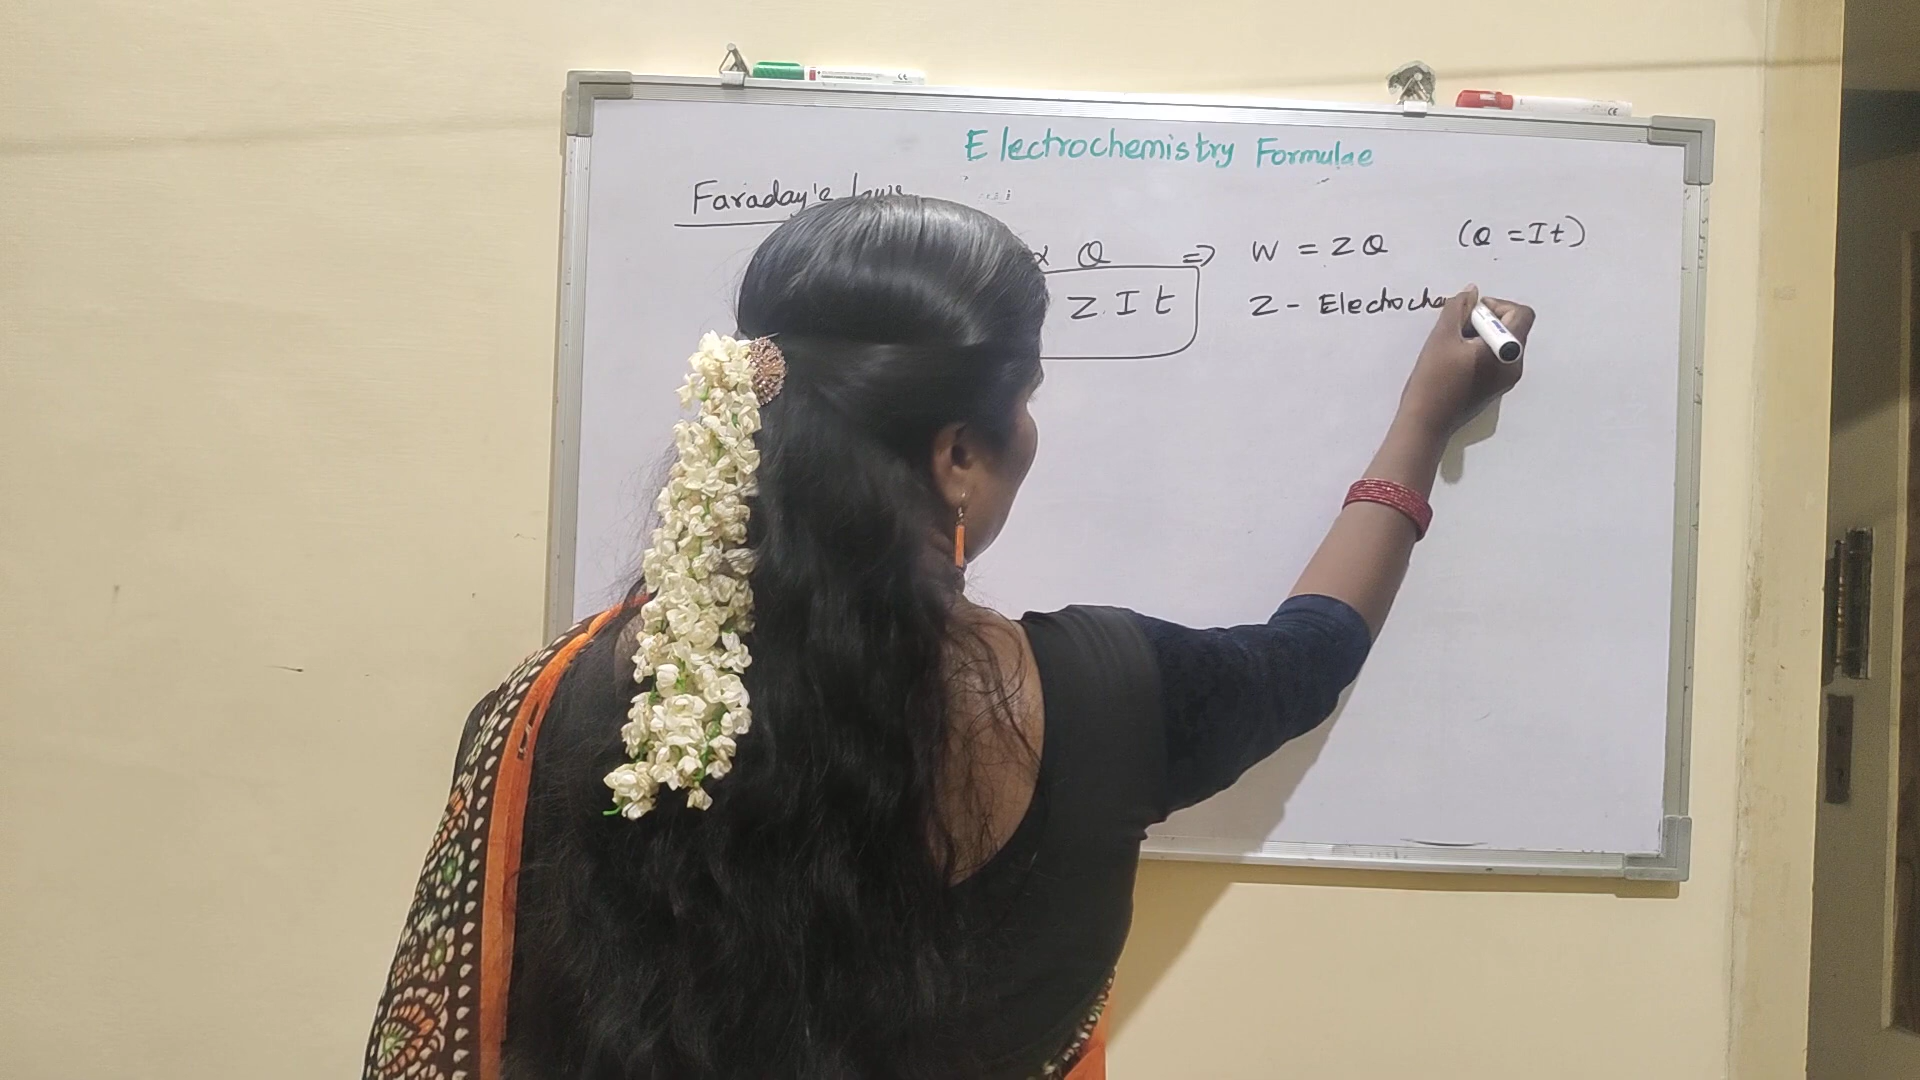 Electrochemistry Formulae
Faraday's laws
∝ Q => W = ZQ (Q = It)
Z. I t Z - Electroche